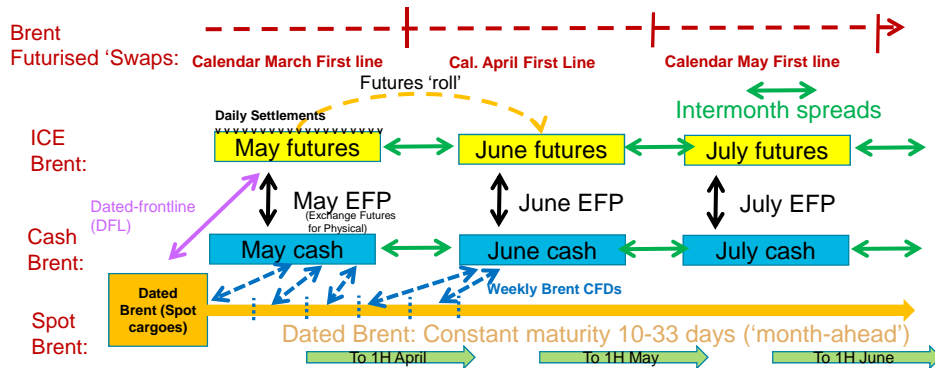 Brent
Futurised 'Swaps:
Calendar March First line
Cal. April First Line
Calendar May First line
Futures 'roll'
Intermonth spreads
Daily Settlements
ICE
Brent:
May futures
June futures
July futures
Dated-frontline
(DFL)
May EFP
(Exchange Futures
for Physical)
June EFP
July EFP
Cash
Brent:
May cash
June cash
July cash
Weekly Brent CFDs
Dated
Brent (Spot
cargoes)
Spot
Brent:
Dated Brent: Constant maturity 10-33 days ('month-ahead')
To 1H April
To 1H May
To 1H June